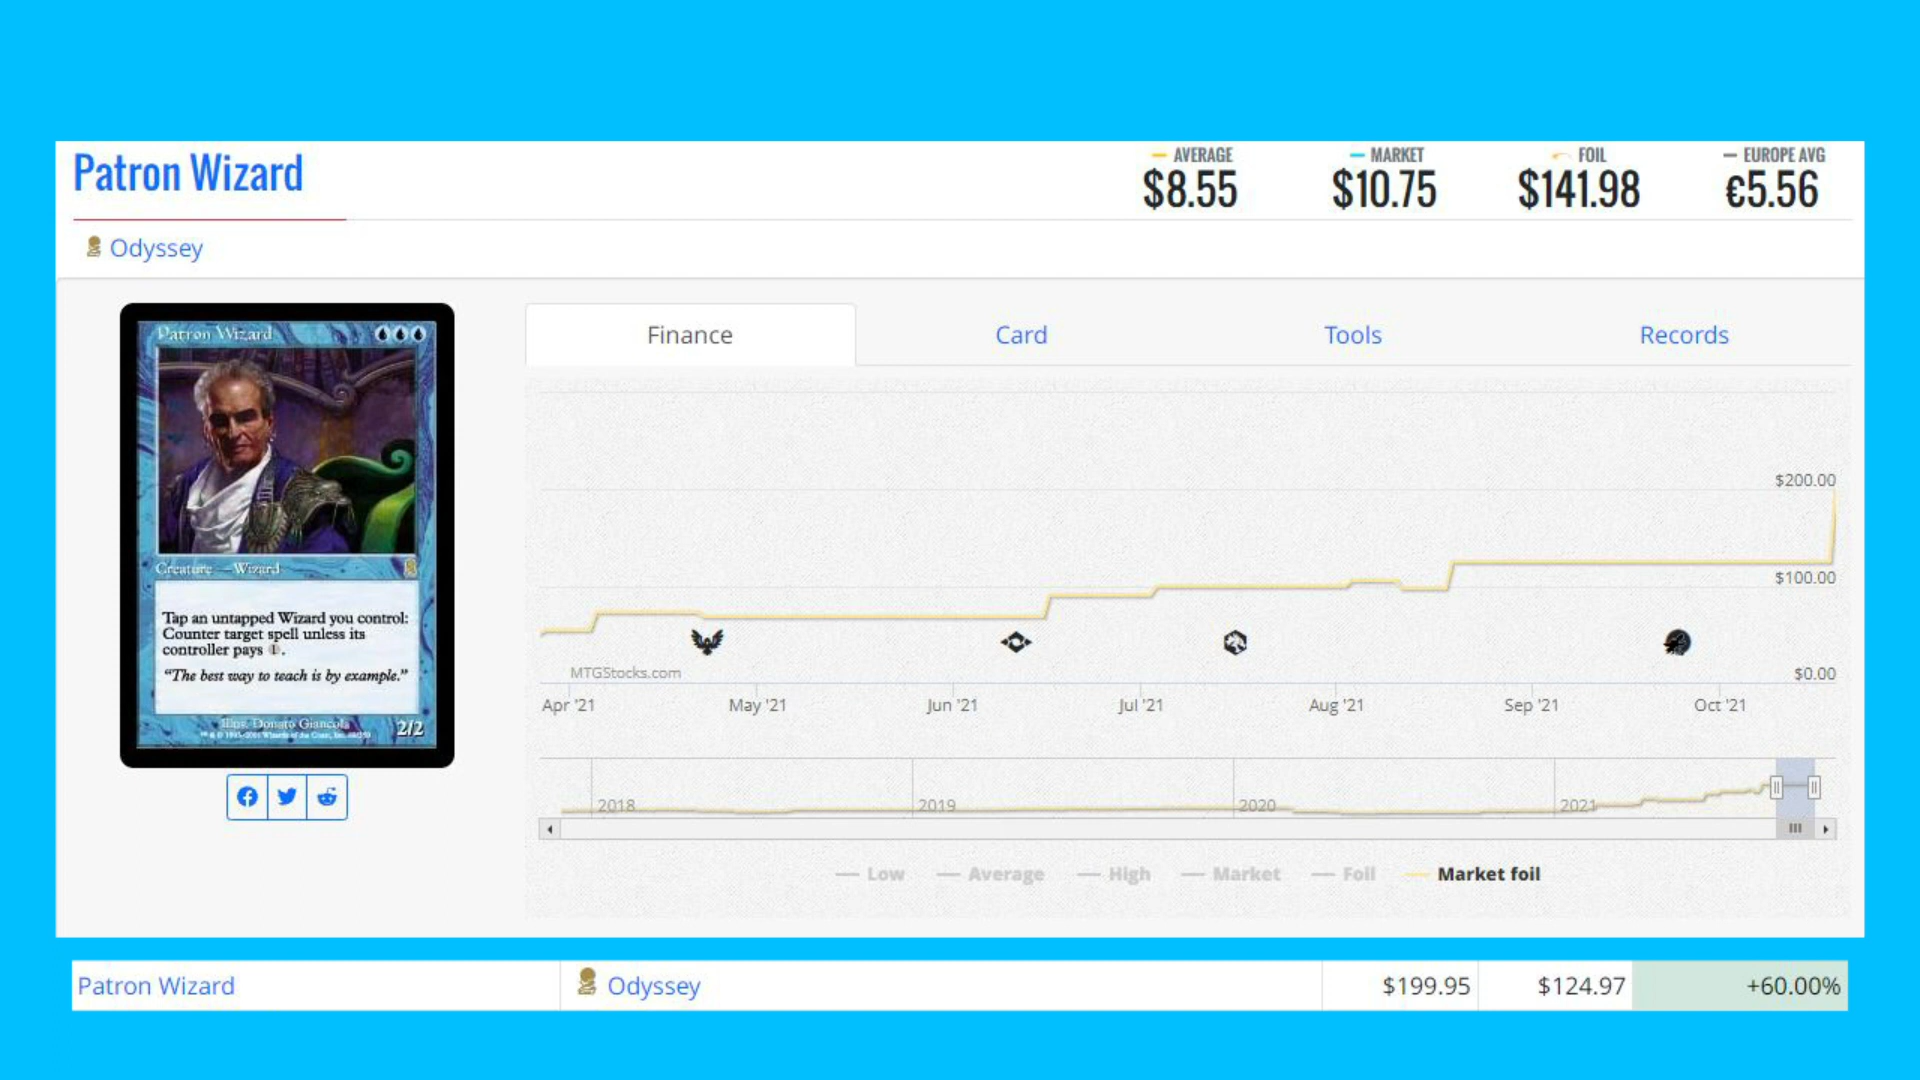 Patron Wizard
AVERAGE
$8.55
MARKET
$10.75
FOIL
$141.98
EUROPE AVG
€5.56
Odyssey
Patron Wizard
Creature — Wizard
Tap an untapped Wizard you control:
Counter target spell unless its
controller pays 1.
“The best way to teach is by example.”
Illus. Donato Giancola
2/2
Finance
Card
Tools
Records
$200.00
$100.00
$0.00
MTGStocks.com
Apr '21
May '21
Jun '21
Jul '21
Aug '21
Sep '21
Oct '21
2018
2019
2020
2021
Low
Average
High
Market
Foil
Market foil
Patron Wizard
Odyssey
$199.95
$124.97
+60.00%